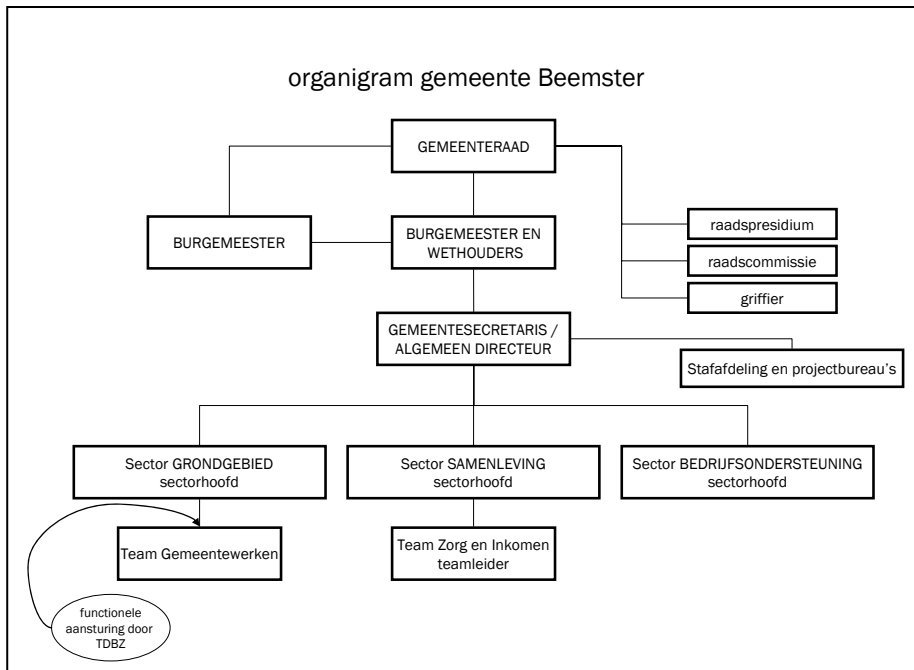 organigram gemeente Beemster
GEMEENTERAAD
BURGEMEESTER
BURGEMEESTER EN
WETHOUDERS
raadspresidium
raadscommissie
griffier
GEMEENTESECRETARIS /
ALGEMEEN DIRECTEUR
Stafafdeling en projectbureau's
Sector GRONDGEBIED
sectorhoofd
Sector SAMENLEVING
sectorhoofd
Sector BEDRIJFSONDERSTEUNING
sectorhoofd
Team Gemeentewerken
Team Zorg en Inkomen
teamleider
functionele
aansturing door
TDBZ